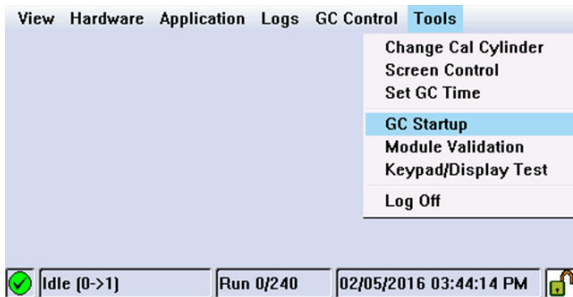 View Hardware Application Logs GC Control Tools
Change Cal Cylinder
Screen Control
Set GC Time
GC Startup
Module Validation
Keypad/Display Test
Log Off
Idle (0->1) Run 0/240 02/05/2016 03:44:14 PM